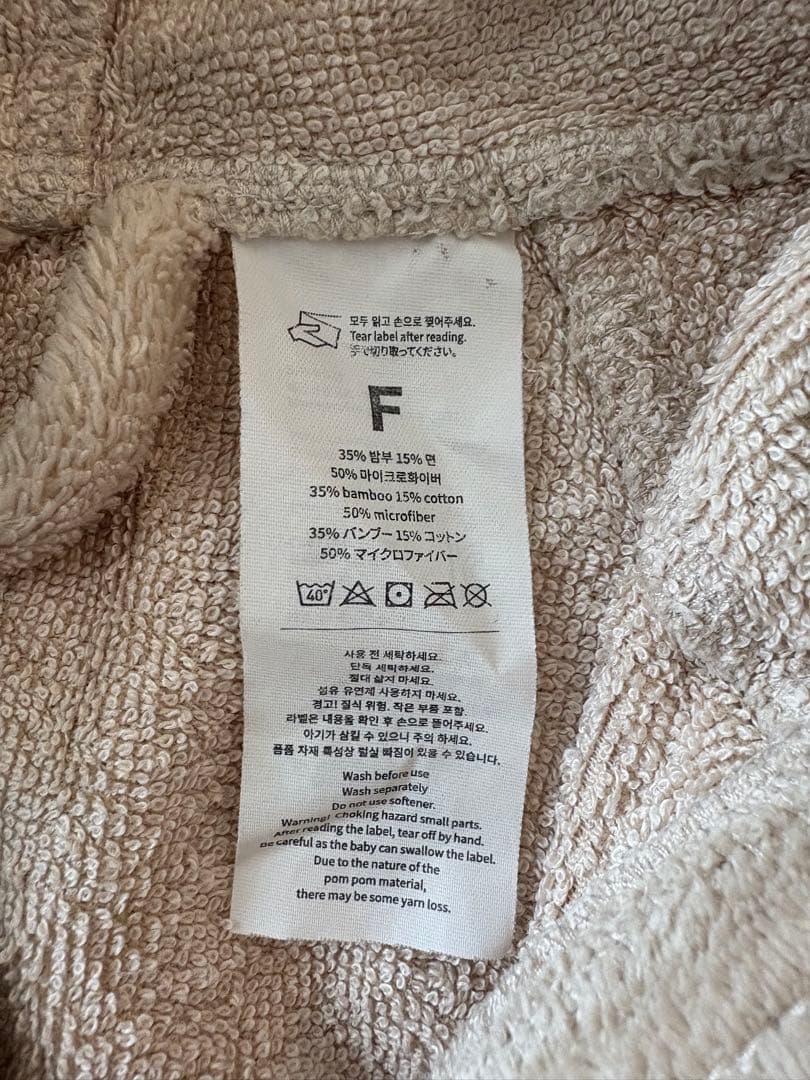 모두 읽고 손으로 찢어주세요.
Tear label after reading.
手で切り取ってください。
F
35% 밤부 15% 면
50% 마이크로화이버
35% bamboo 15% cotton
50% microfiber
35% バンブー 15% コットン
50% マイクロファイバー
40°
사용 전 세탁하세요.
단독 세탁하세요.
절대 삶지 마세요.
섬유 유연제 사용하지 마세요.
경고! 질식 위험. 작은 부품 포함.
라벨은 내용을 확인 후 손으로 뜯어주세요.
아기가 삼킬 수 있으니 주의 하세요.
폼폼 자재 특성상 털실 빠짐이 있을 수 있습니다.
Wash before use
Wash separately
Do not use softener.
Warning! Choking hazard small parts.
After reading the label, tear off by hand.
Be careful as the baby can swallow the label.
Due to the nature of the
pom pom material,
there may be some yarn loss.